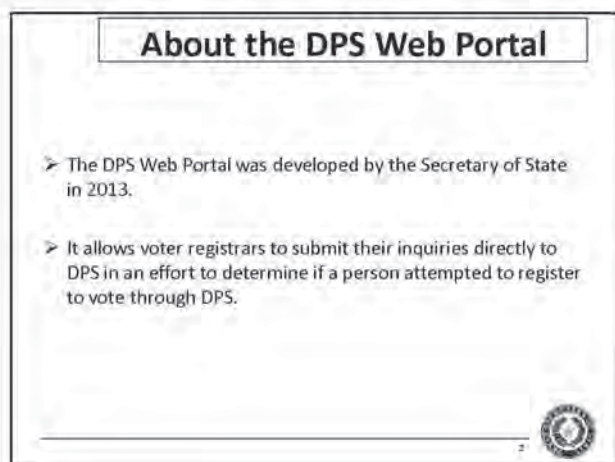 About the DPS Web Portal
➢ The DPS Web Portal was developed by the Secretary of State
in 2013.
➢ It allows voter registrars to submit their inquiries directly to
DPS in an effort to determine if a person attempted to register
to vote through DPS.
2